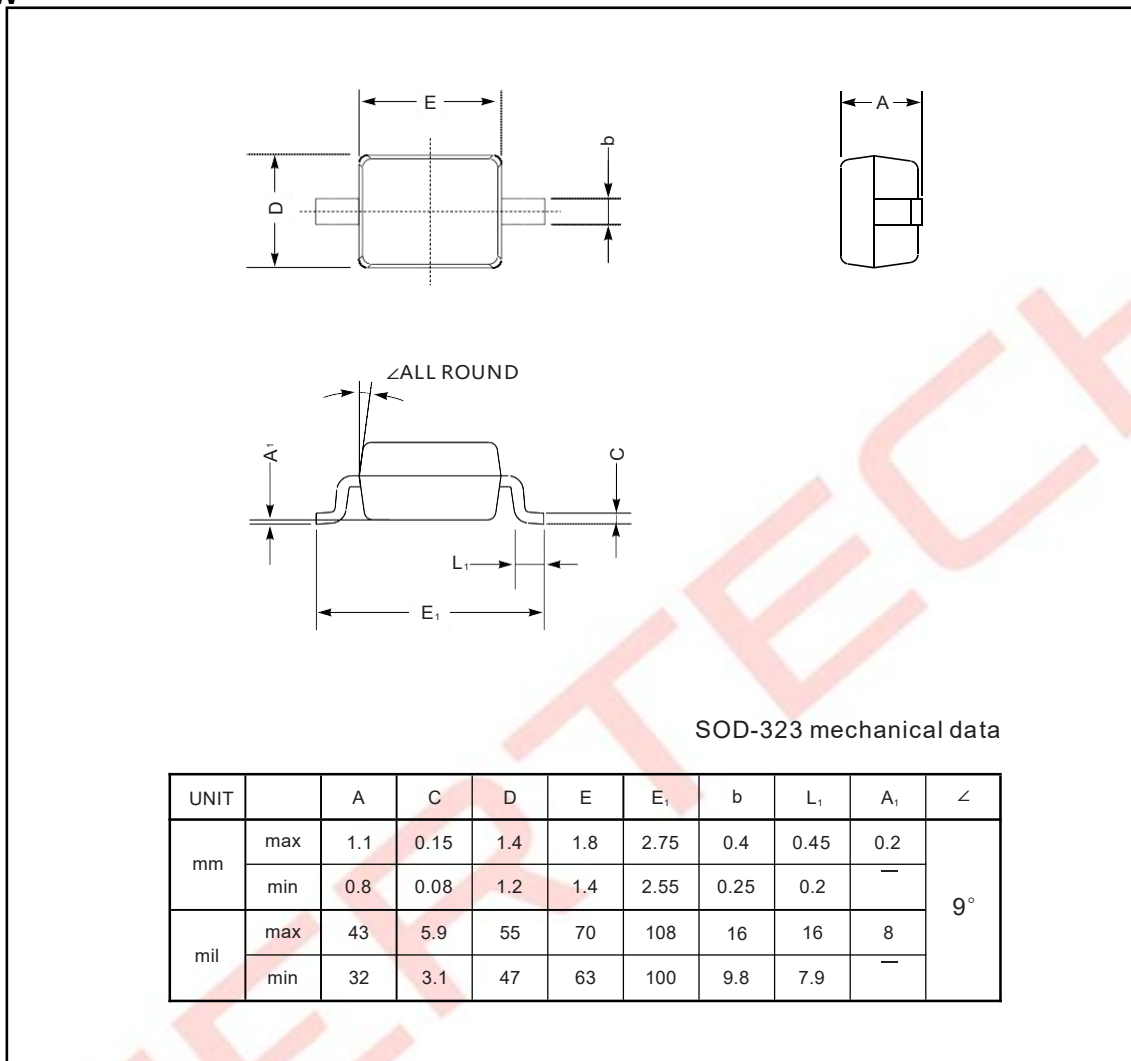 E
A
b
D
∠ALL ROUND
A₁
C
L₁
E₁
SOD-323 mechanical data
UNIT A C D E E₁ b L₁ A₁ ∠
mm max 1.1 0.15 1.4 1.8 2.75 0.4 0.45 0.2 9°
min 0.8 0.08 1.2 1.4 2.55 0.25 0.2 —
mil max 43 5.9 55 70 108 16 16 8
min 32 3.1 47 63 100 9.8 7.9 —
ERTECH